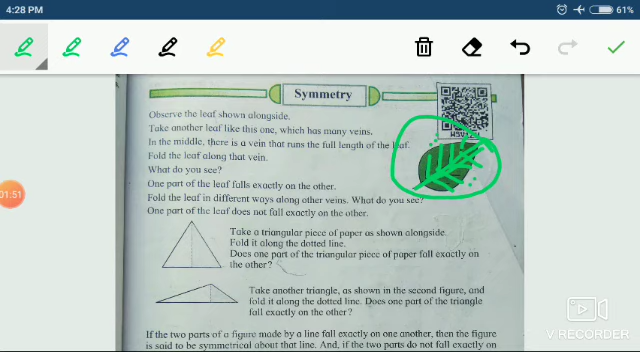 4:28 PM
61%
Symmetry
Observe the leaf shown alongside.
Take another leaf like this one, which has many veins.
In the middle, there is a vein that runs the full length of the leaf.
Fold the leaf along that vein.
What do you see?
One part of the leaf falls exactly on the other.
Fold the leaf in different ways along other veins. What do you see?
One part of the leaf does not fall exactly on the other.
01:51
Take a triangular piece of paper as shown alongside.
Fold it along the dotted line.
Does one part of the triangular piece of paper fall exactly on
the other?
Take another triangle, as shown in the second figure, and
fold it along the dotted line. Does one part of the triangle
fall exactly on the other?
If the two parts of a figure made by a line fall exactly on one another, then the figure
is said to be symmetrical about that line. And, if the two parts do not fall exactly on
V RECORDER